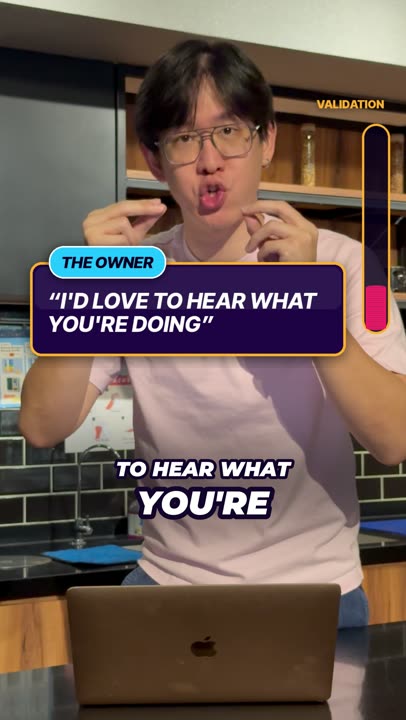 VALIDATION
THE OWNER
“I'D LOVE TO HEAR WHAT
YOU'RE DOING”
TO HEAR WHAT
YOU'RE